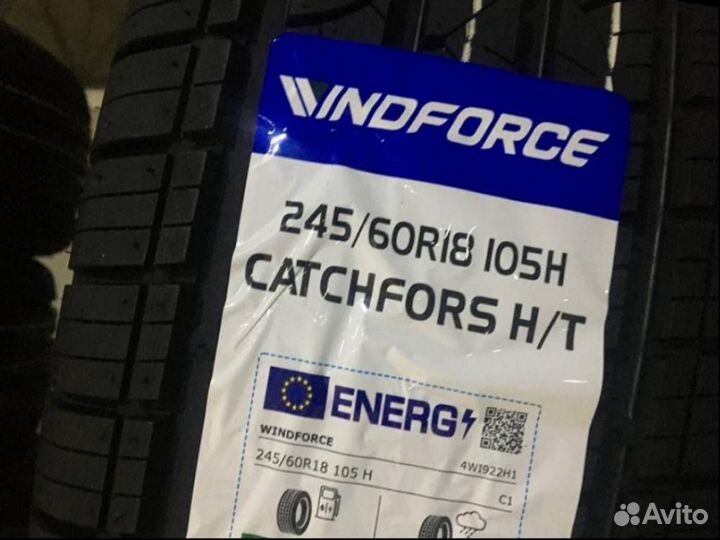 WINDFORCE
245/60R18 105H
CATCHFORS H/T
ENERG
WINDFORCE
4WI922H1
245/60R18 105 H
C1
Avito